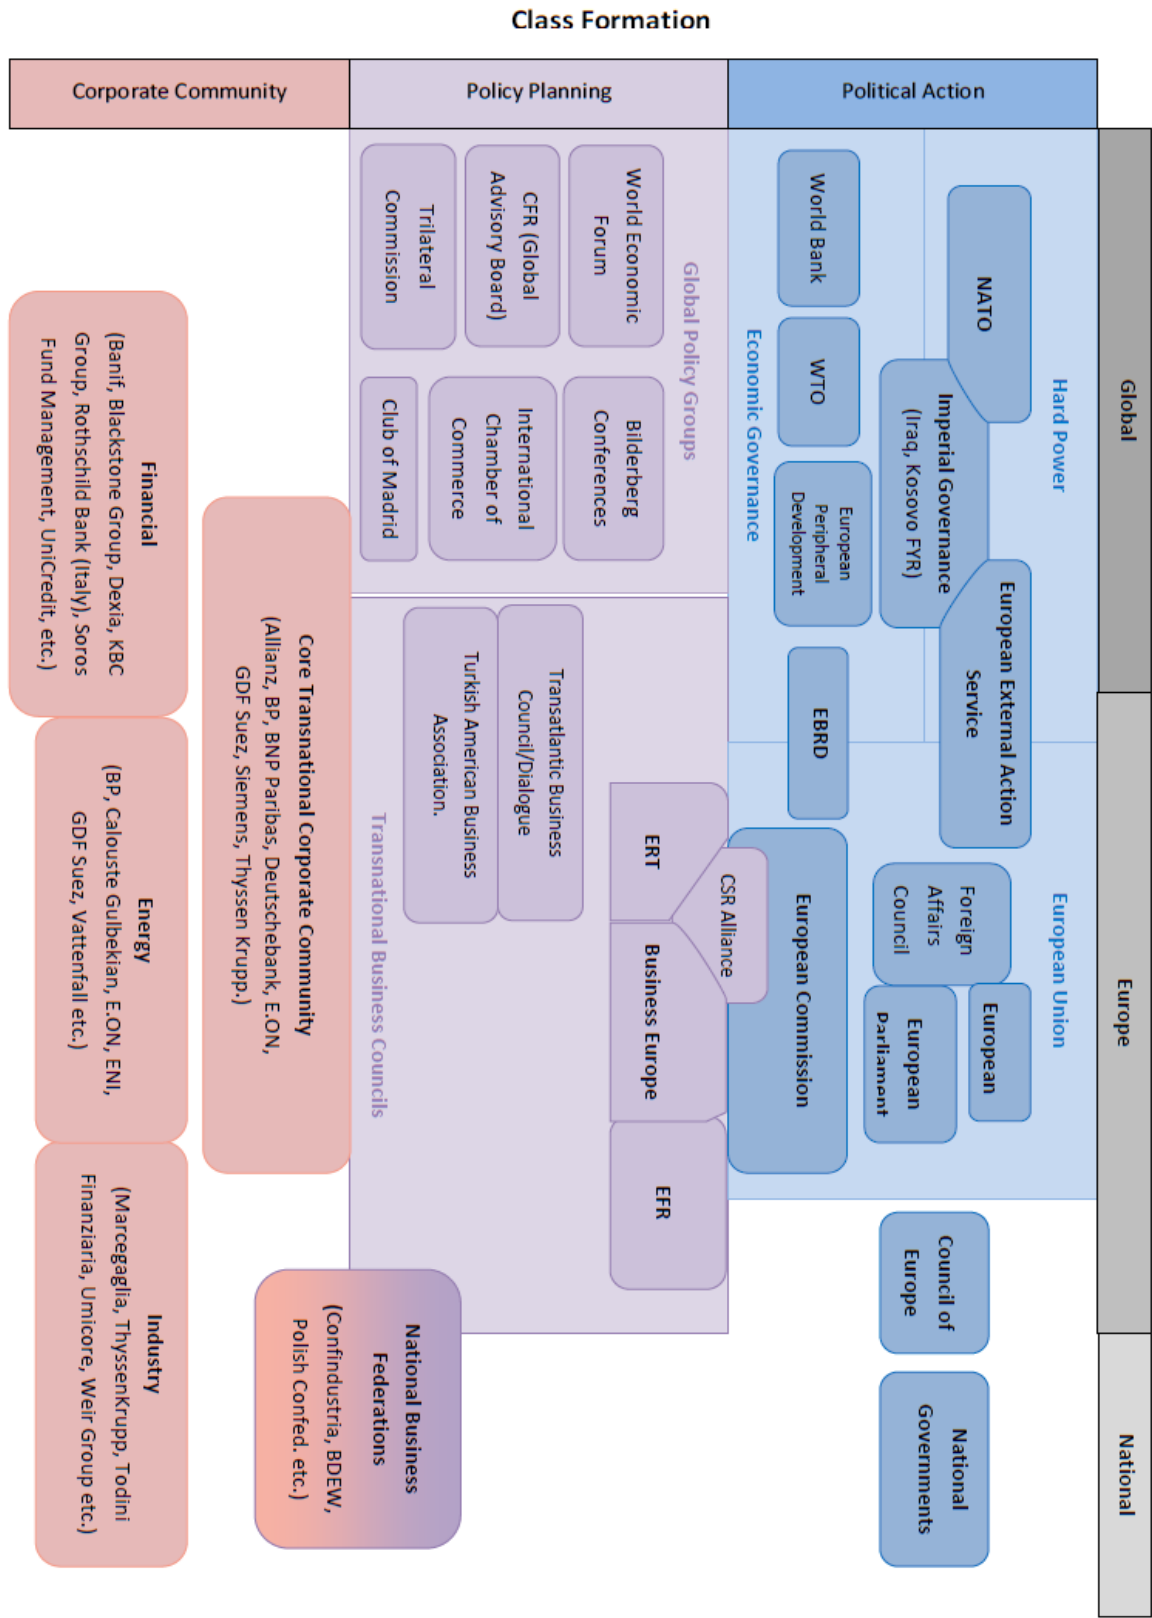 Class Formation
Corporate Community
Policy Planning
Political Action
Global
Europe
National
Hard Power
NATO
Imperial Governance
(Iraq, Kosovo FYR)
European External Action
Service
World Bank
WTO
European
Peripheral
Development
EBRD
Economic Governance
European Union
Foreign
Affairs
Council
European
European
Parliament
European Commission
Council of
Europe
National
Governments
Global Policy Groups
World Economic
Forum
CFR (Global
Advisory Board)
Trilateral
Commission
Bilderberg
Conferences
International
Chamber of
Commerce
Club of Madrid
CSR Alliance
ERT
Business Europe
EFR
Transatlantic Business
Council/Dialogue
Turkish American Business
Association.
Transnational Business Councils
National Business
Federations
(Confindustria, BDEW,
Polish Confed. etc.)
Core Transnational Corporate Community
(Allianz, BP, BNP Paribas, Deutschebank, E.ON,
GDF Suez, Siemens, Thyssen Krupp.)
Financial
(Banif, Blackstone Group, Dexia, KBC
Group, Rothschild Bank (Italy), Soros
Fund Management, UniCredit, etc.)
Energy
(BP, Calouste Gulbekian, E.ON, ENI,
GDF Suez, Vattenfall etc.)
Industry
(Marcegaglia, ThyssenKrupp, Todini
Finanziaria, Umicore, Weir Group etc.)